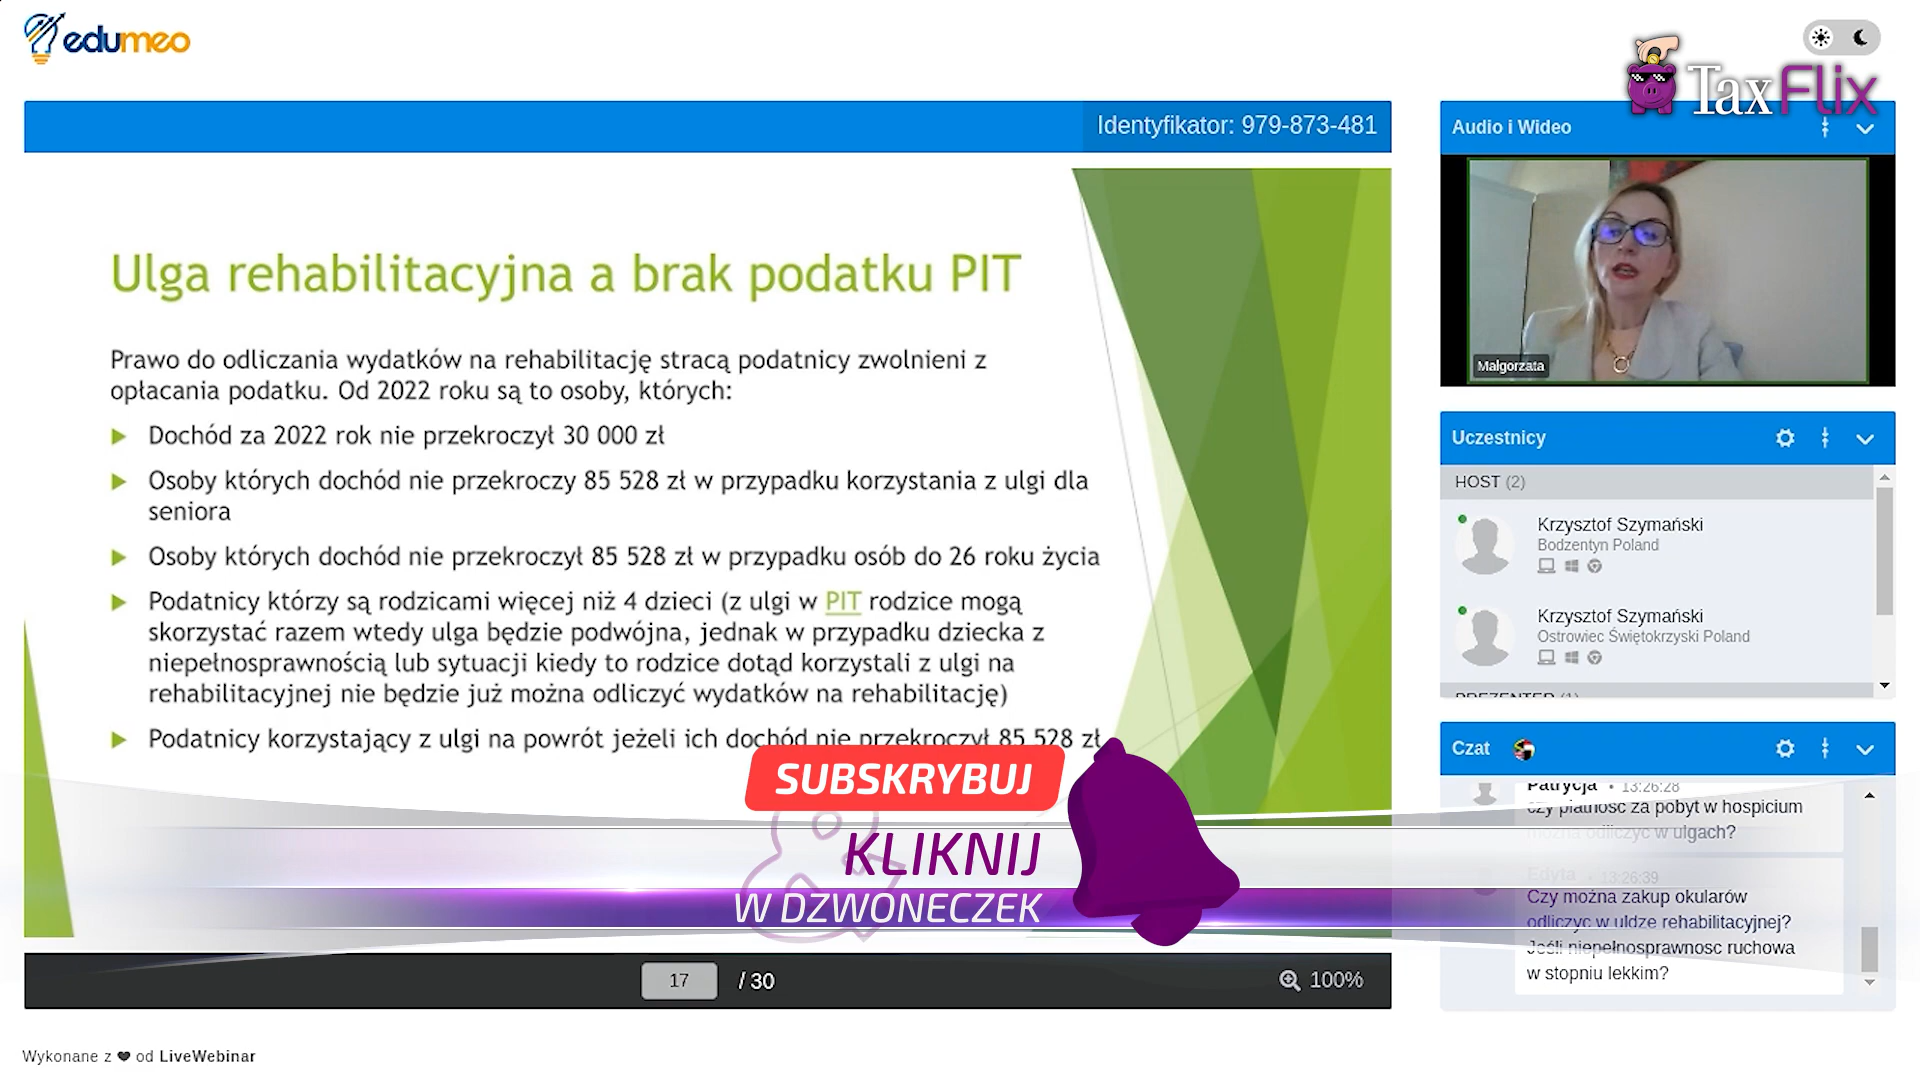 edumeo
TaxFlix
Identyfikator: 979-873-481
Ulga rehabilitacyjna a brak podatku PIT
Prawo do odliczania wydatków na rehabilitację stracą podatnicy zwolnieni z
opłacania podatku. Od 2022 roku są to osoby, których:
Dochód za 2022 rok nie przekroczył 30 000 zł
Osoby których dochód nie przekroczy 85 528 zł w przypadku korzystania z ulgi dla
seniora
Osoby których dochód nie przekroczył 85 528 zł w przypadku osób do 26 roku życia
Podatnicy którzy są rodzicami więcej niż 4 dzieci (z ulgi w PIT rodzice mogą
skorzystać razem wtedy ulga będzie podwójna, jednak w przypadku dziecka z
niepełnosprawnością lub sytuacji kiedy to rodzice dotąd korzystali z ulgi na
rehabilitacyjnej nie będzie już można odliczyć wydatków na rehabilitację)
Podatnicy korzystający z ulgi na powrót jeżeli ich dochód nie przekroczył 85 528 zł
SUBSKRYBUJ
&
KLIKNIJ
W DZWONECZEK
17 / 30
100%
Wykonane z ❤ od LiveWebinar
Audio i Wideo
Małgorzata
Uczestnicy
HOST (2)
Krzysztof Szymański
Bodzentyn Poland
Krzysztof Szymański
Ostrowiec Świętokrzyski Poland
PREZENTER (1)
Czat
Patrycja • 13:26:28
czy płatność za pobyt w hospicium
można odliczyc w ulgach?
Edyta • 13:26:39
Czy można zakup okularów
odliczyc w uldze rehabilitacyjnej?
Jeśli niepełnosprawnosc ruchowa
w stopniu lekkim?